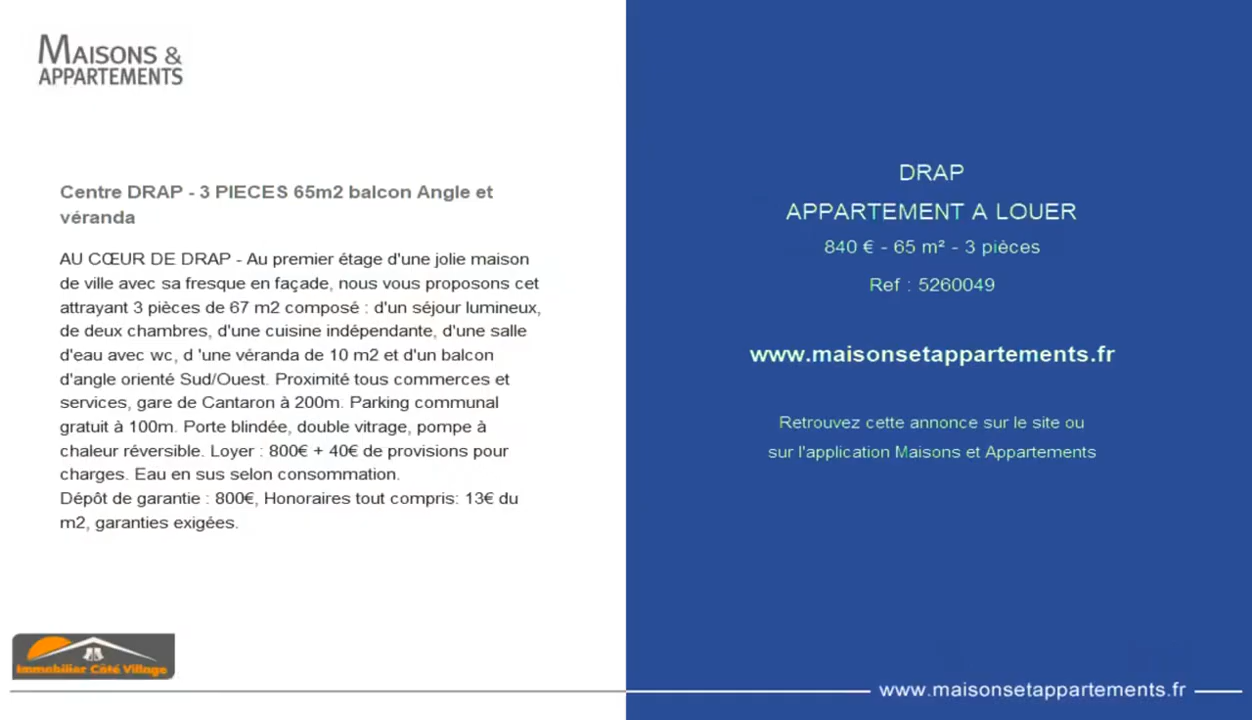 MAISONS &
APPARTEMENTS
Centre DRAP - 3 PIECES 65m2 balcon Angle et
véranda
AU CŒUR DE DRAP - Au premier étage d'une jolie maison
de ville avec sa fresque en façade, nous vous proposons cet
attrayant 3 pièces de 67 m2 composé : d'un séjour lumineux,
de deux chambres, d'une cuisine indépendante, d'une salle
d'eau avec wc, d 'une véranda de 10 m2 et d'un balcon
d'angle orienté Sud/Ouest. Proximité tous commerces et
services, gare de Cantaron à 200m. Parking communal
gratuit à 100m. Porte blindée, double vitrage, pompe à
chaleur réversible. Loyer : 800€ + 40€ de provisions pour
charges. Eau en sus selon consommation.
Dépôt de garantie : 800€, Honoraires tout compris: 13€ du
m2, garanties exigées.
Immobilier Côté Village
DRAP
APPARTEMENT A LOUER
840 € - 65 m² - 3 pièces
Ref : 5260049
www.maisonsetappartements.fr
Retrouvez cette annonce sur le site ou
sur l'application Maisons et Appartements
www.maisonsetappartements.fr